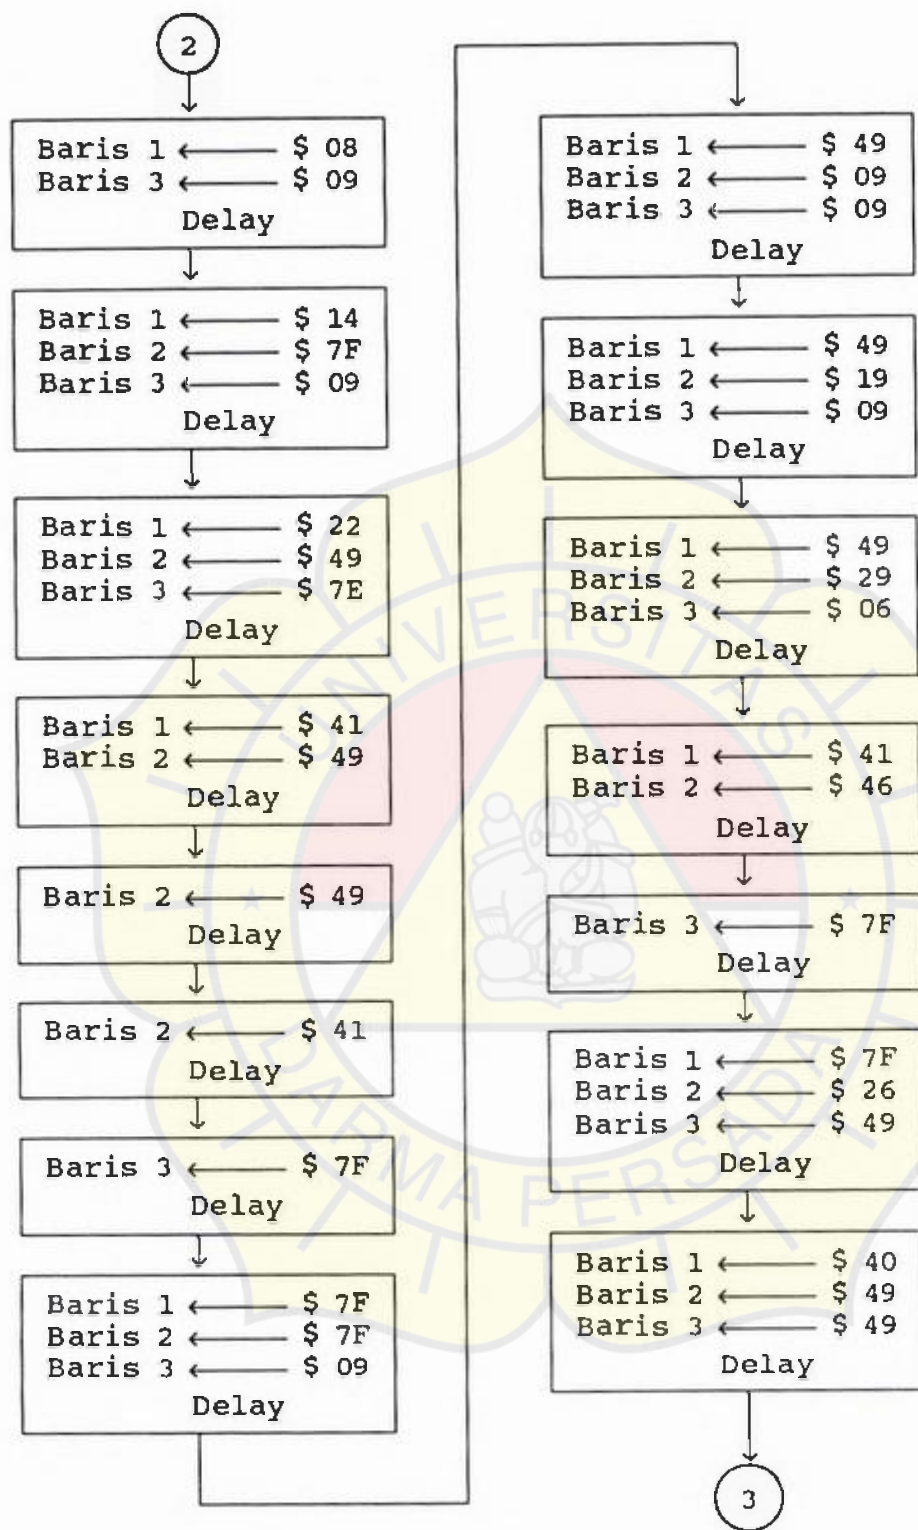 2
Baris 1 ← $ 08
Baris 3 ← $ 09
Delay
Baris 1 ← $ 14
Baris 2 ← $ 7F
Baris 3 ← $ 09
Delay
Baris 1 ← $ 22
Baris 2 ← $ 49
Baris 3 ← $ 7E
Delay
Baris 1 ← $ 41
Baris 2 ← $ 49
Delay
Baris 2 ← $ 49
Delay
Baris 2 ← $ 41
Delay
Baris 3 ← $ 7F
Delay
Baris 1 ← $ 7F
Baris 2 ← $ 7F
Baris 3 ← $ 09
Delay
Baris 1 ← $ 49
Baris 2 ← $ 09
Baris 3 ← $ 09
Delay
Baris 1 ← $ 49
Baris 2 ← $ 19
Baris 3 ← $ 09
Delay
Baris 1 ← $ 49
Baris 2 ← $ 29
Baris 3 ← $ 06
Delay
Baris 1 ← $ 41
Baris 2 ← $ 46
Delay
Baris 3 ← $ 7F
Delay
Baris 1 ← $ 7F
Baris 2 ← $ 26
Baris 3 ← $ 49
Delay
Baris 1 ← $ 40
Baris 2 ← $ 49
Baris 3 ← $ 49
Delay
3
UNIVERSITAS
DARMA PERSADA